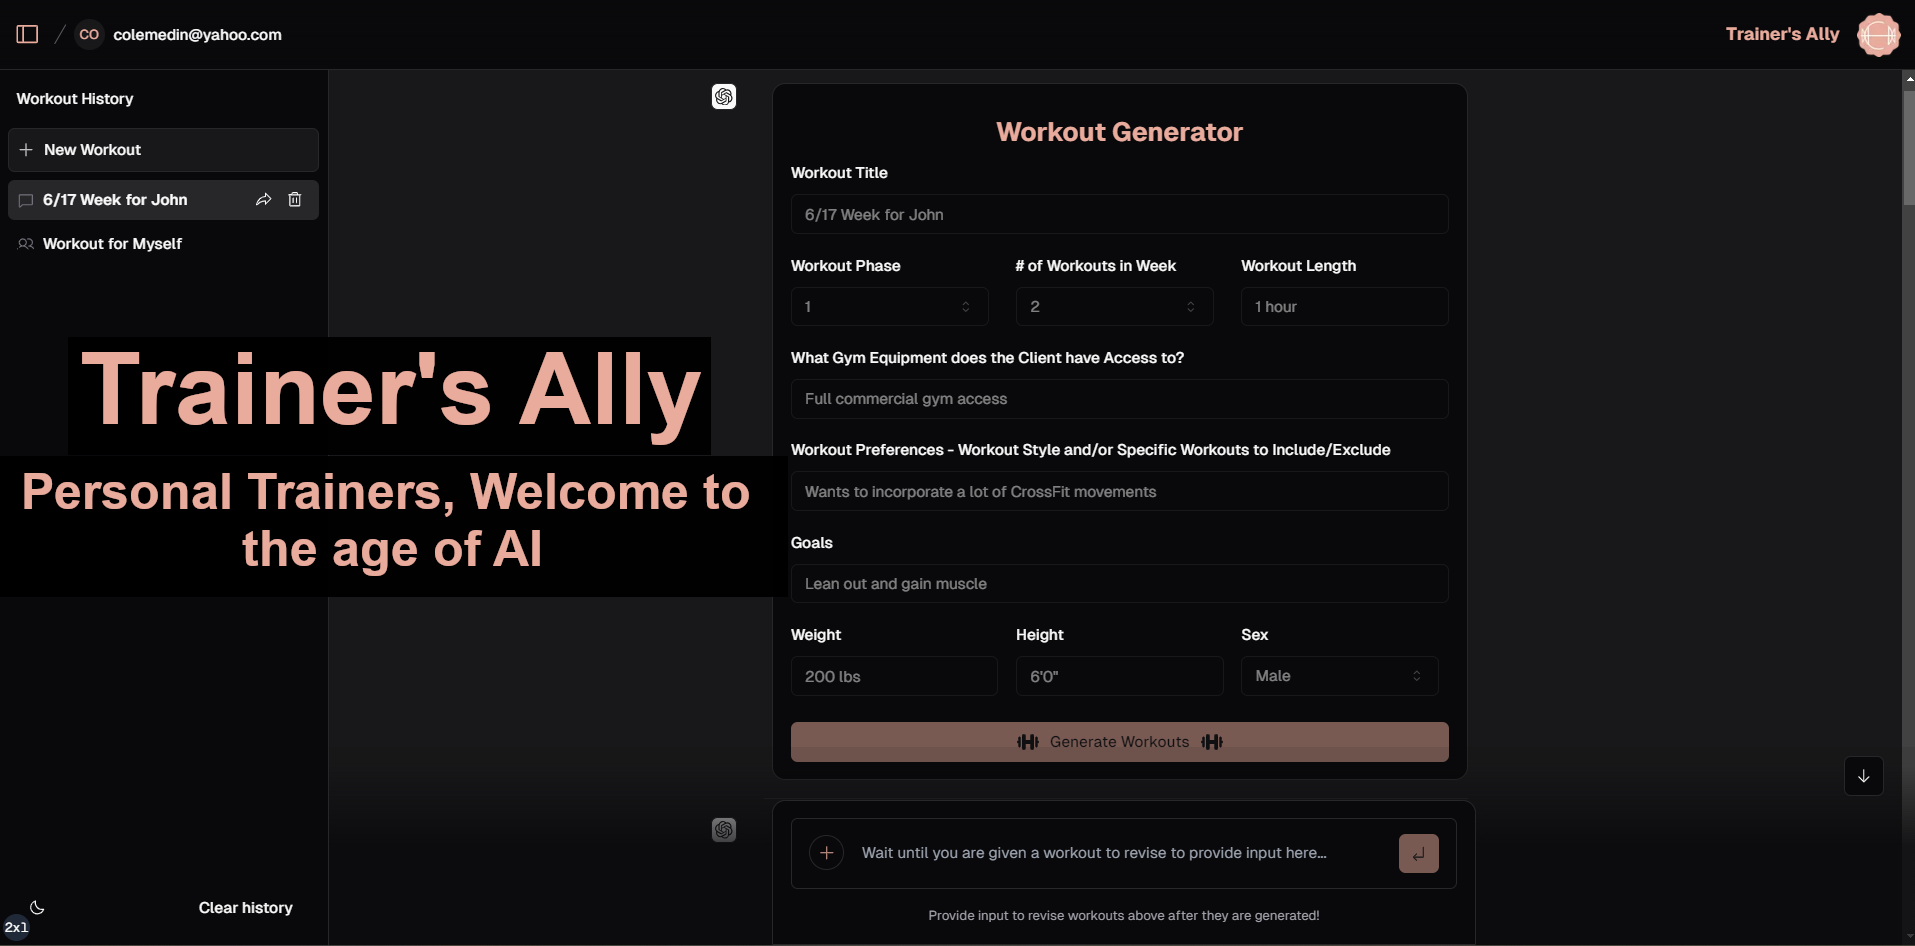 CO colemedin@yahoo.com
Trainer's Ally
Workout History
New Workout
6/17 Week for John
Workout for Myself
Trainer's Ally
Personal Trainers, Welcome to
the age of AI
Workout Generator
Workout Title
6/17 Week for John
Workout Phase # of Workouts in Week Workout Length
1 2 1 hour
What Gym Equipment does the Client have Access to?
Full commercial gym access
Workout Preferences - Workout Style and/or Specific Workouts to Include/Exclude
Wants to incorporate a lot of CrossFit movements
Goals
Lean out and gain muscle
Weight Height Sex
200 lbs 6'0" Male
Generate Workouts
Wait until you are given a workout to revise to provide input here...
Provide input to revise workouts above after they are generated!
Clear history
2xl